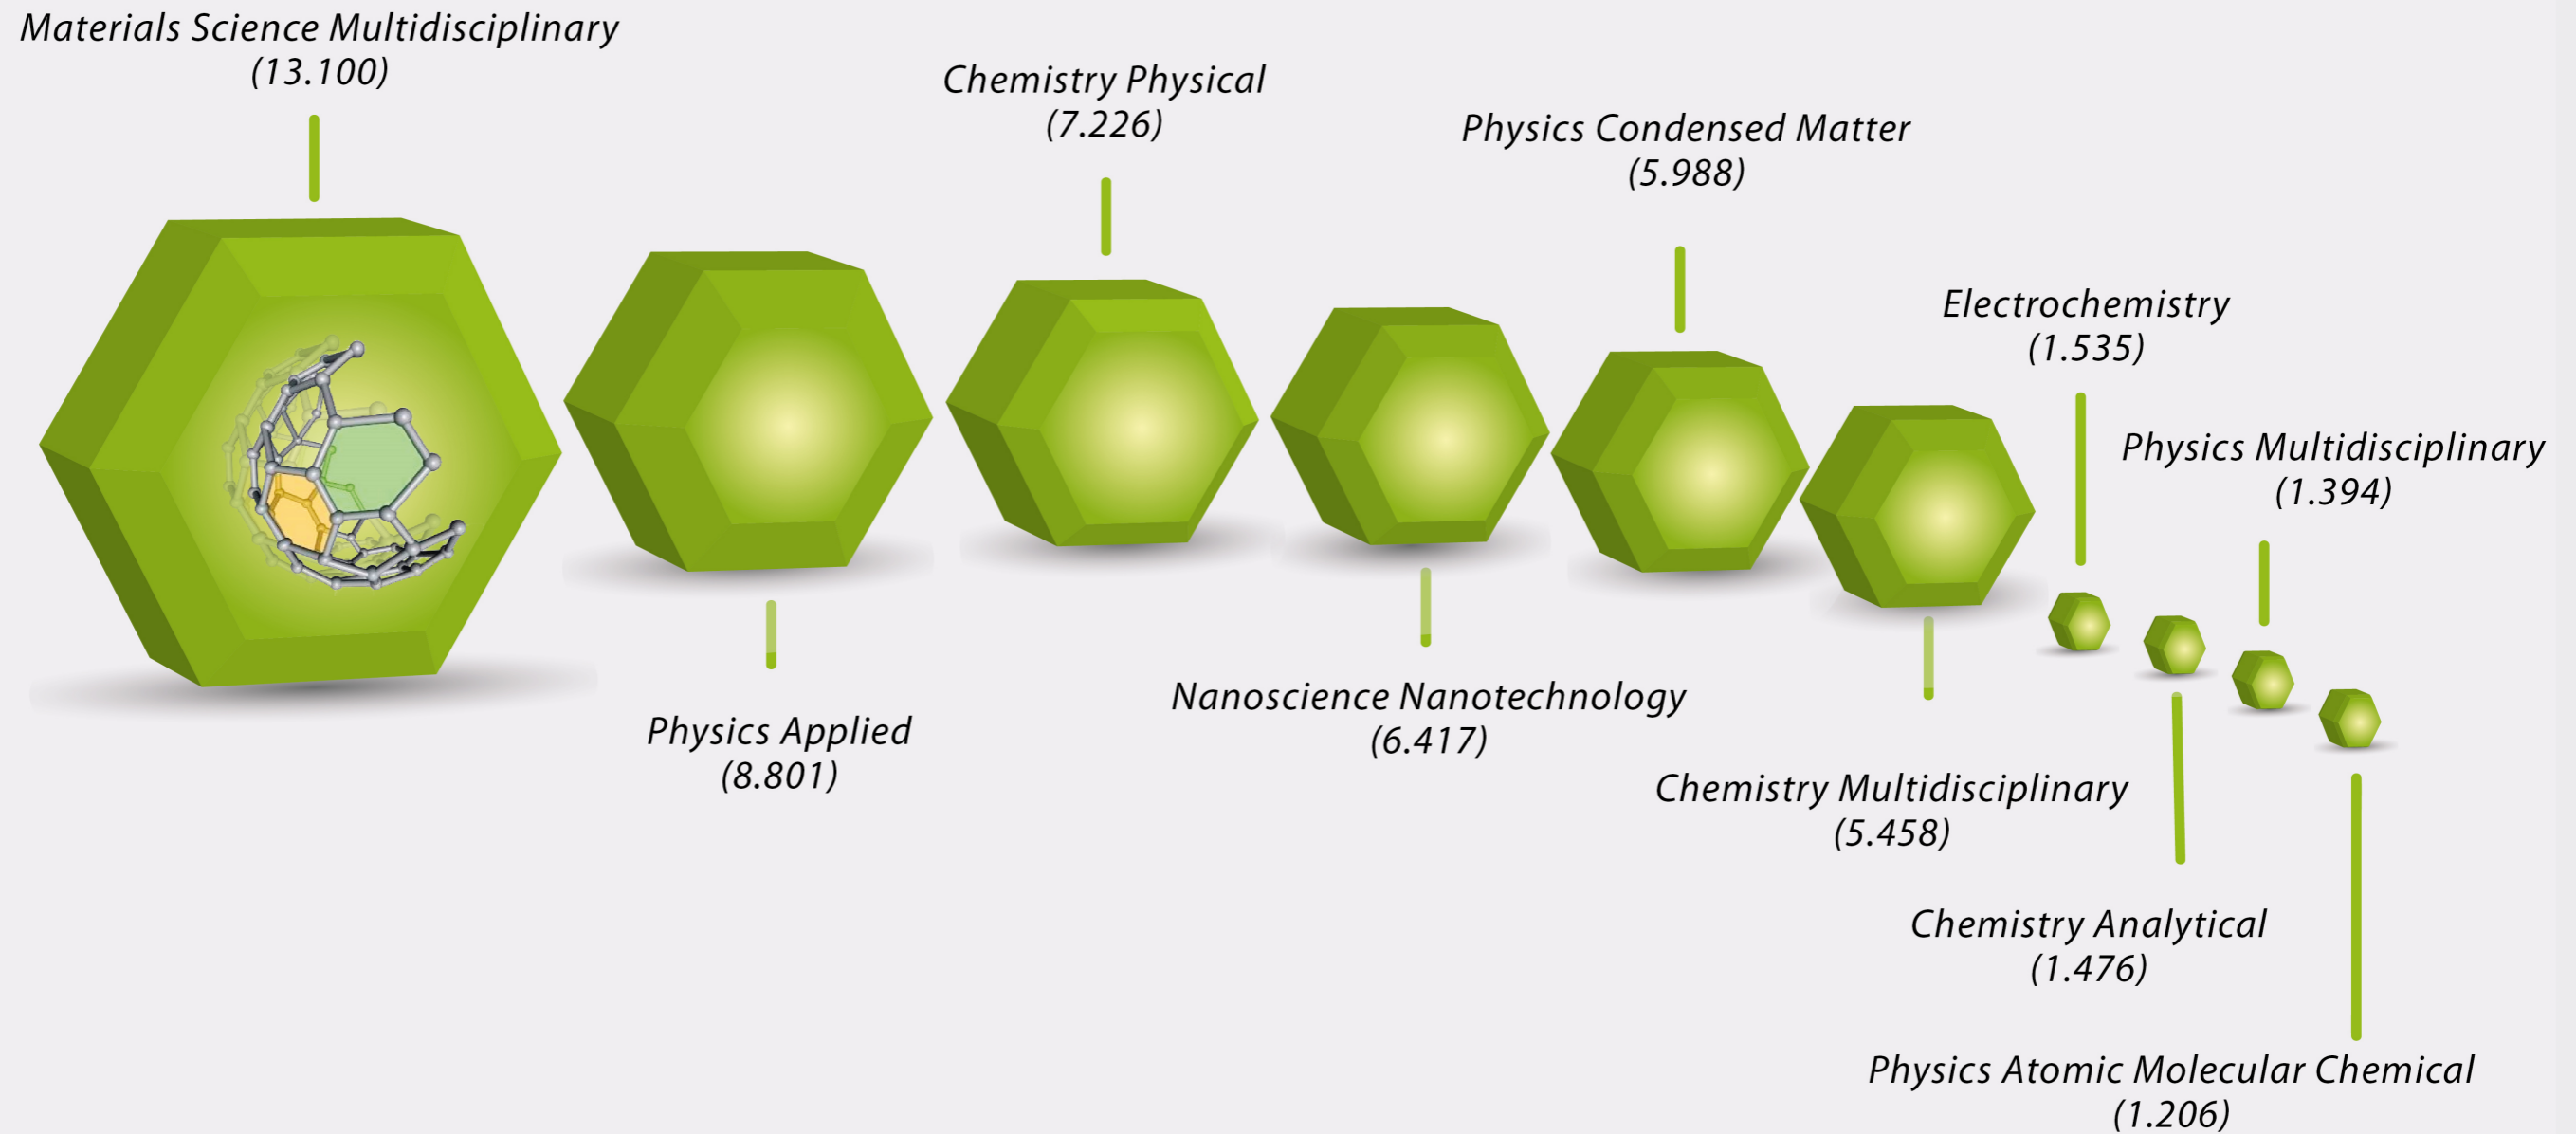 Materials Science Multidisciplinary
(13.100)
Chemistry Physical
(7.226)
Physics Condensed Matter
(5.988)
Electrochemistry
(1.535)
Physics Multidisciplinary
(1.394)
Physics Applied
(8.801)
Nanoscience Nanotechnology
(6.417)
Chemistry Multidisciplinary
(5.458)
Chemistry Analytical
(1.476)
Physics Atomic Molecular Chemical
(1.206)